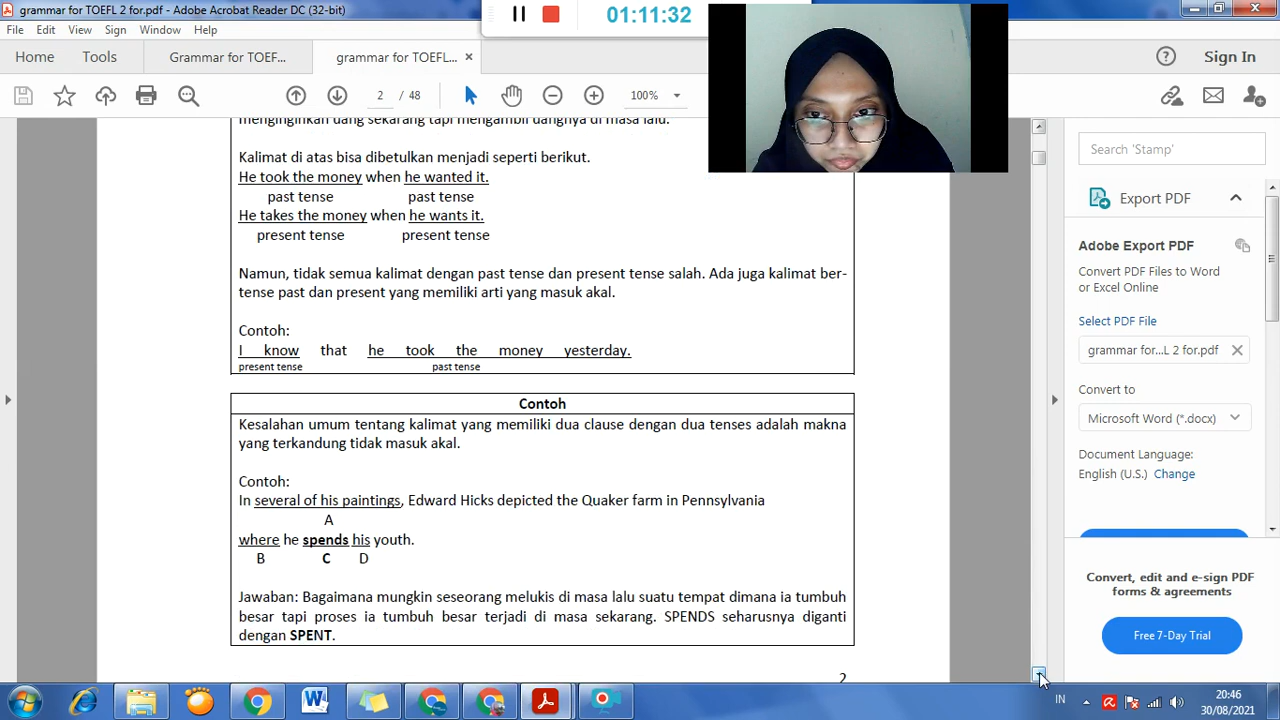 grammar for TOEFL 2 for.pdf - Adobe Acrobat Reader DC (32-bit)
01:11:32
File Edit View Sign Window Help
Home Tools Grammar for TOEF... grammar for TOEFL... ×
Sign In
2 / 48
100%
menginginkan uang sekarang tapi mengambil uangnya di masa lalu.
Kalimat di atas bisa dibetulkan menjadi seperti berikut.
He took the money when he wanted it.
past tense past tense
He takes the money when he wants it.
present tense present tense
Namun, tidak semua kalimat dengan past tense dan present tense salah. Ada juga kalimat ber-
tense past dan present yang memiliki arti yang masuk akal.
Contoh:
I know that he took the money yesterday.
present tense past tense
Contoh
Kesalahan umum tentang kalimat yang memiliki dua clause dengan dua tenses adalah makna
yang terkandung tidak masuk akal.
Contoh:
In several of his paintings, Edward Hicks depicted the Quaker farm in Pennsylvania
A
where he spends his youth.
B C D
Jawaban: Bagaimana mungkin seseorang melukis di masa lalu suatu tempat dimana ia tumbuh
besar tapi proses ia tumbuh besar terjadi di masa sekarang. SPENDS seharusnya diganti
dengan SPENT.
2
Search 'Stamp'
Export PDF
Adobe Export PDF
Convert PDF Files to Word
or Excel Online
Select PDF File
grammar for...L 2 for.pdf
Convert to
Microsoft Word (*.docx)
Document Language:
English (U.S.) Change
Convert, edit and e-sign PDF
forms & agreements
Free 7-Day Trial
IN
20:46
30/08/2021